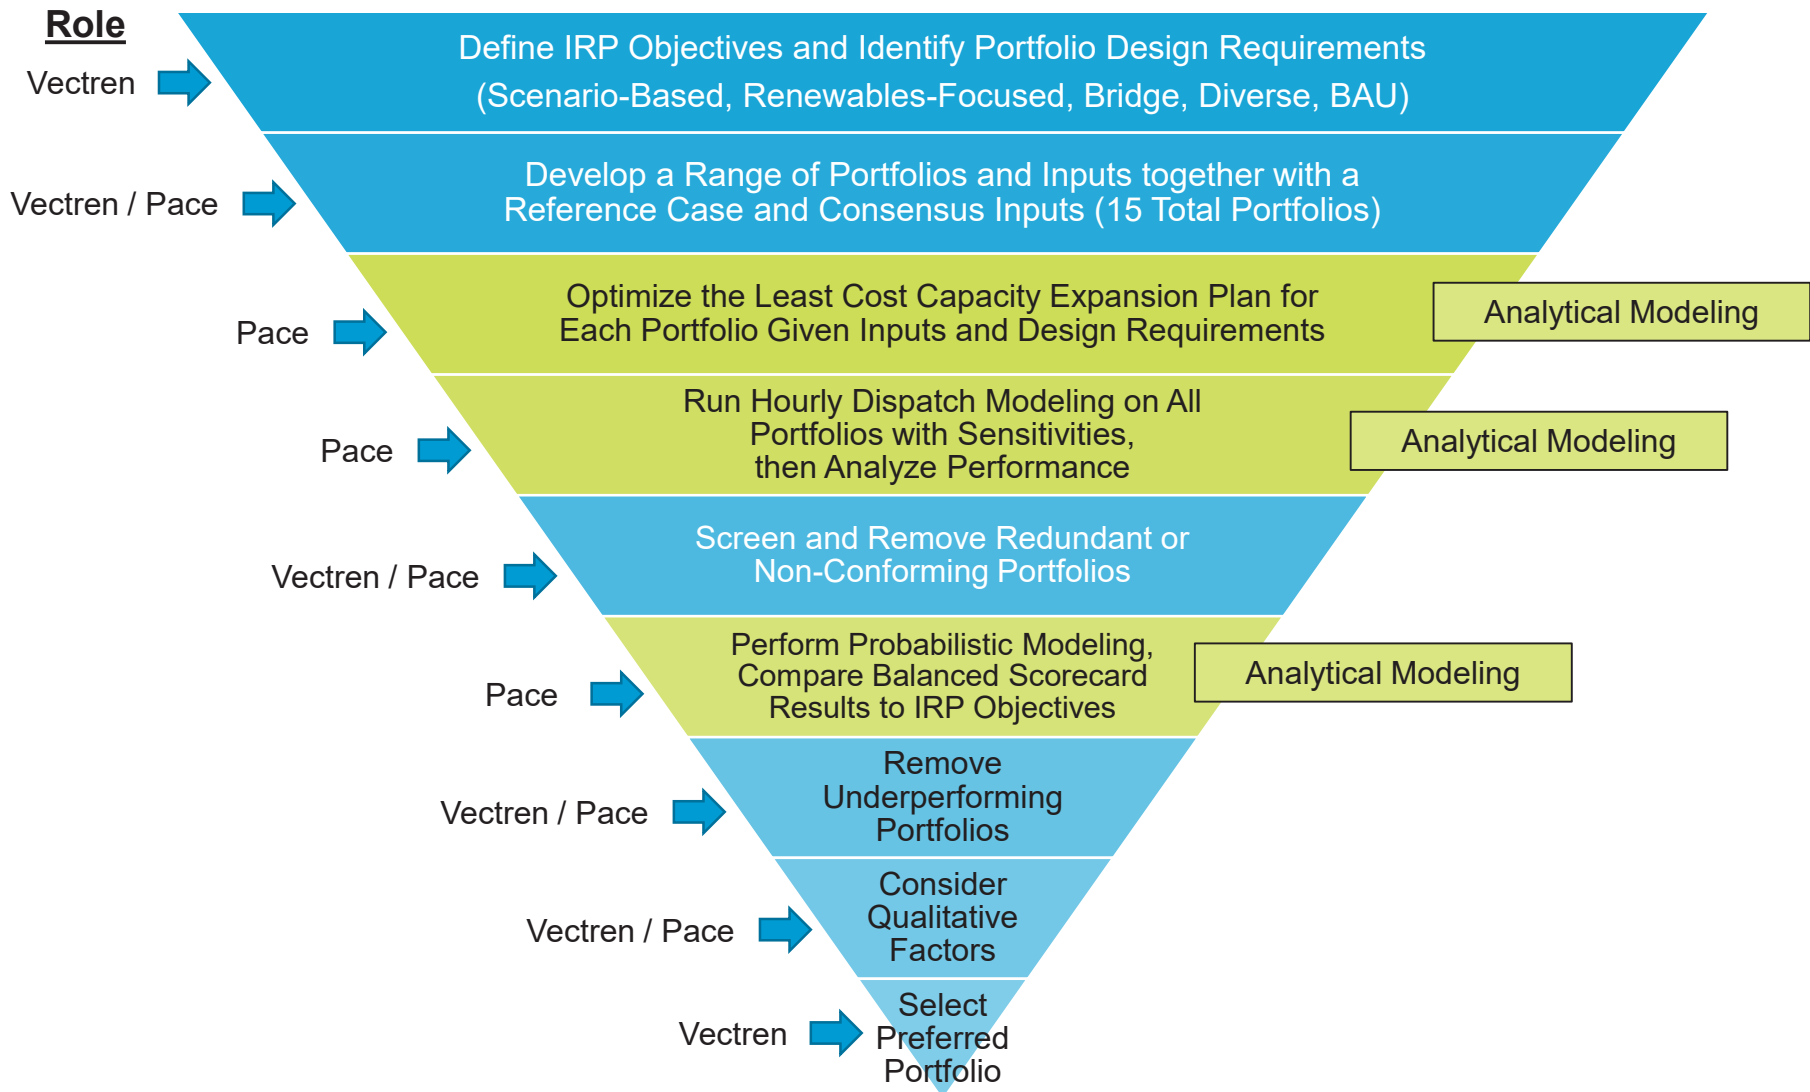 Role
Vectren
Define IRP Objectives and Identify Portfolio Design Requirements
(Scenario-Based, Renewables-Focused, Bridge, Diverse, BAU)
Vectren / Pace
Develop a Range of Portfolios and Inputs together with a
Reference Case and Consensus Inputs (15 Total Portfolios)
Pace
Optimize the Least Cost Capacity Expansion Plan for
Each Portfolio Given Inputs and Design Requirements
Analytical Modeling
Pace
Run Hourly Dispatch Modeling on All
Portfolios with Sensitivities,
then Analyze Performance
Analytical Modeling
Vectren / Pace
Screen and Remove Redundant or
Non-Conforming Portfolios
Pace
Perform Probabilistic Modeling,
Compare Balanced Scorecard
Results to IRP Objectives
Analytical Modeling
Vectren / Pace
Remove
Underperforming
Portfolios
Vectren / Pace
Consider
Qualitative
Factors
Vectren
Select
Preferred
Portfolio